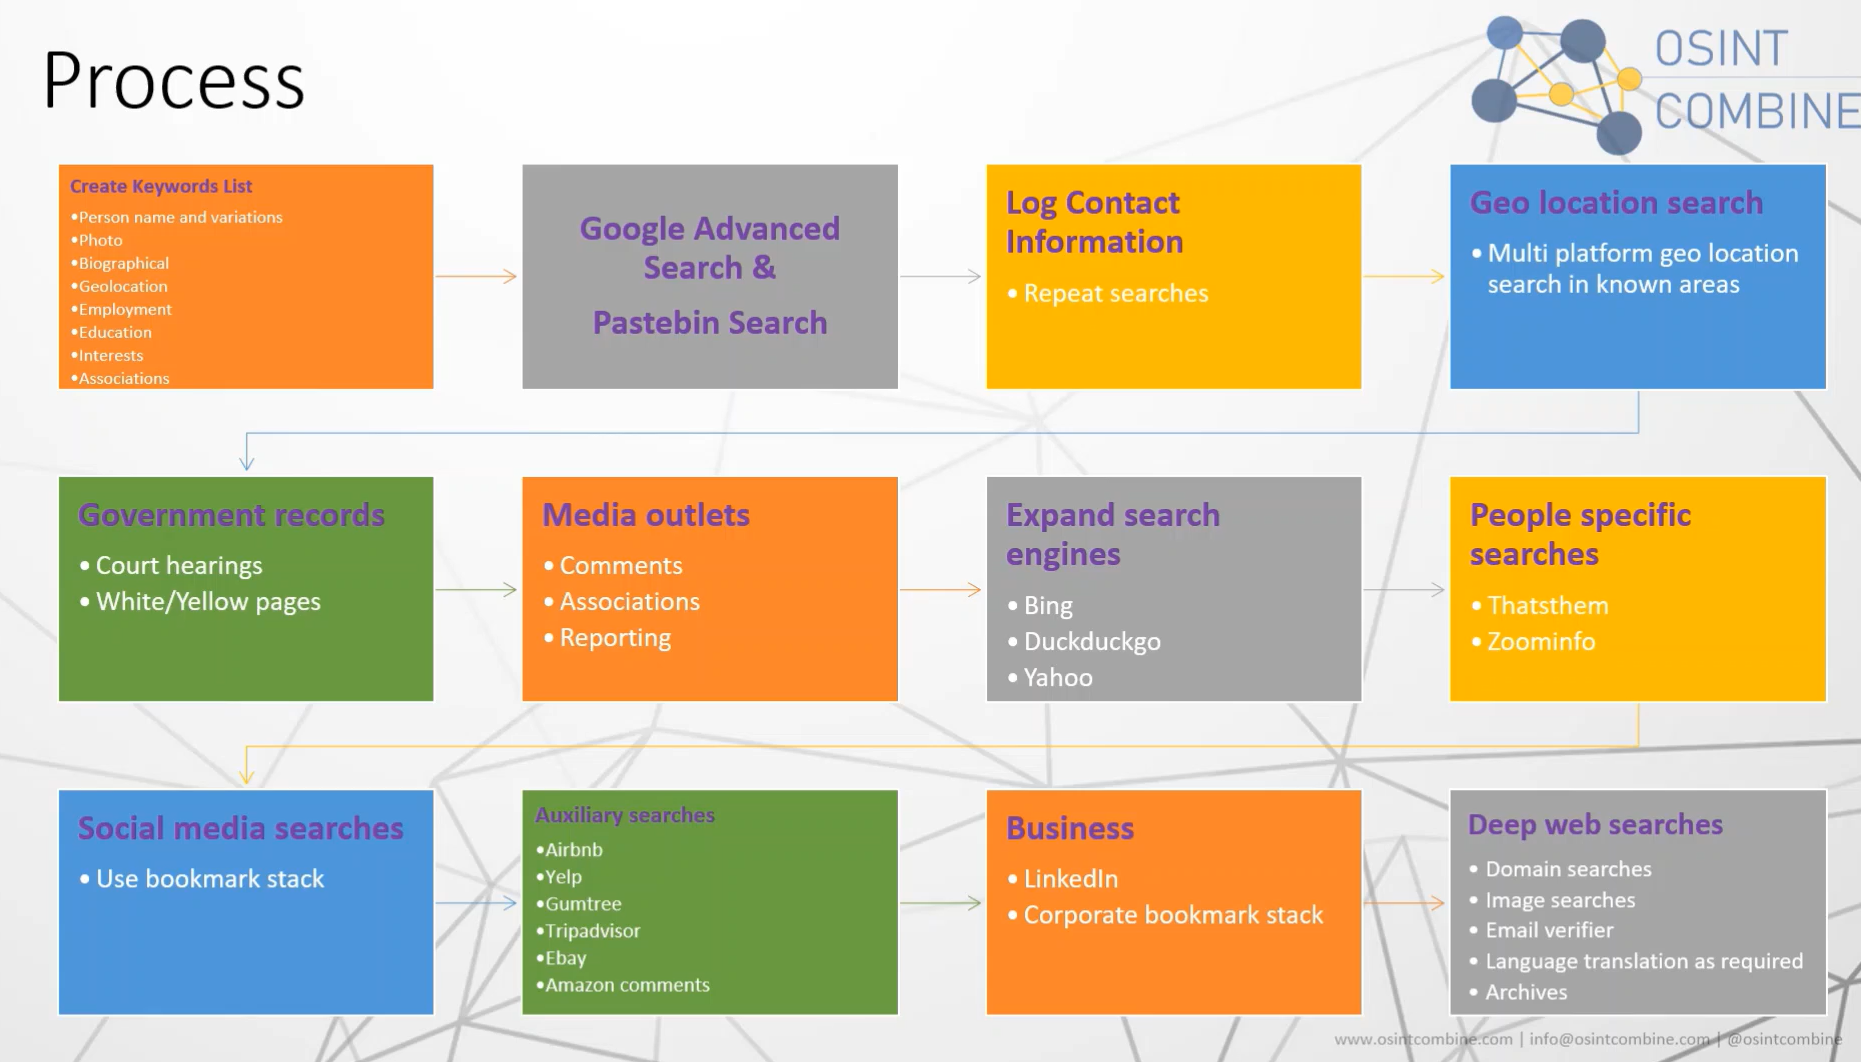 Process
OSINT
COMBINE
Create Keywords List
•Person name and variations
•Photo
•Biographical
•Geolocation
•Employment
•Education
•Interests
•Associations
Google Advanced
Search &
Pastebin Search
Log Contact
Information
• Repeat searches
Geo location search
• Multi platform geo location
search in known areas
Government records
• Court hearings
• White/Yellow pages
Media outlets
• Comments
• Associations
• Reporting
Expand search
engines
• Bing
• Duckduckgo
• Yahoo
People specific
searches
• Thatsthem
• Zoominfo
Social media searches
• Use bookmark stack
Auxiliary searches
•Airbnb
•Yelp
•Gumtree
•Tripadvisor
•Ebay
•Amazon comments
Business
• LinkedIn
• Corporate bookmark stack
Deep web searches
• Domain searches
• Image searches
• Email verifier
• Language translation as required
• Archives
www.osintcombine.com | info@osintcombine.com | @osintcombine